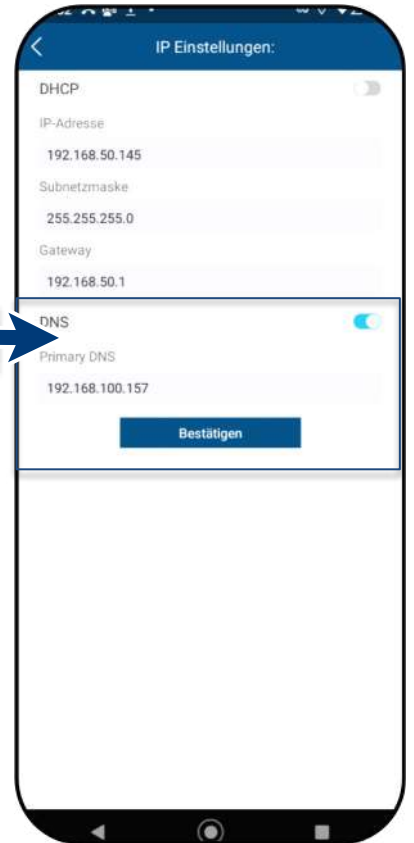 IP Einstellungen:
DHCP
IP-Adresse
192.168.50.145
Subnetzmaske
255.255.255.0
Gateway
192.168.50.1
DNS
Primary DNS
192.168.100.157
Bestätigen